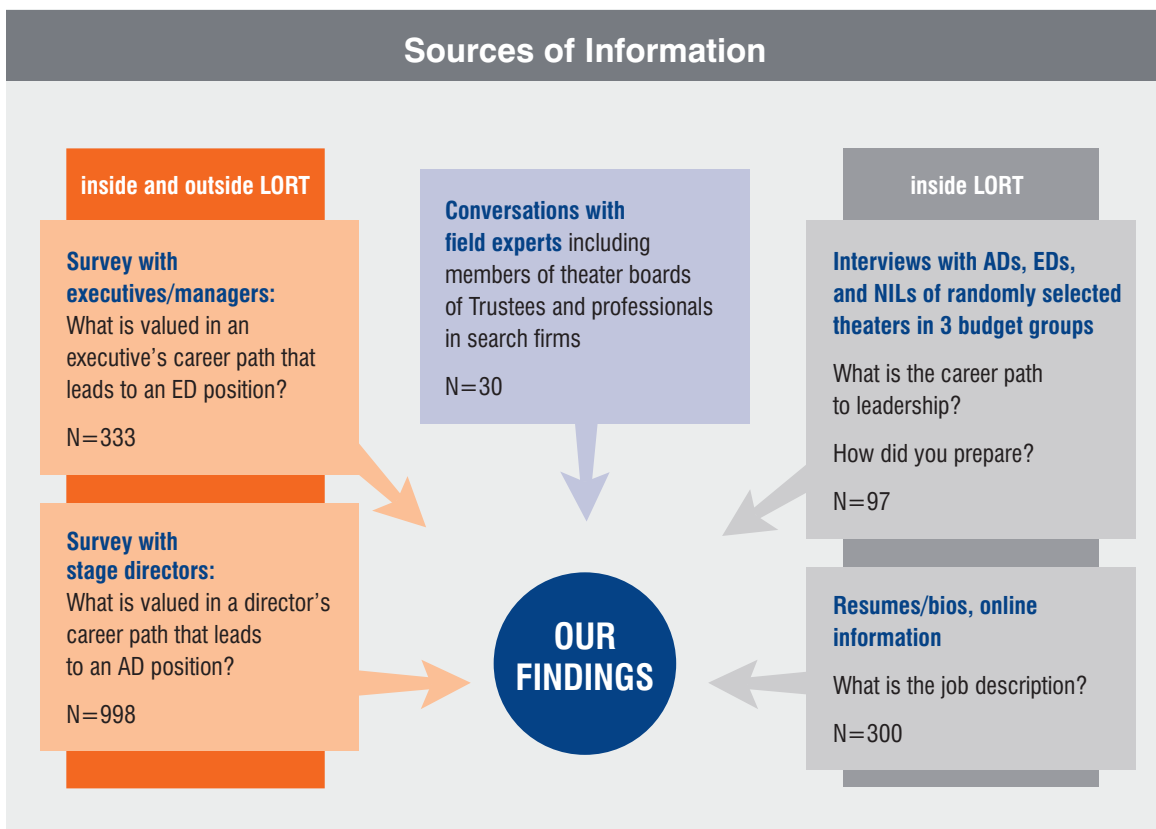 Sources of Information
inside and outside LORT
Survey with
executives/managers:
What is valued in an
executive's career path that
leads to an ED position?
N=333
Survey with
stage directors:
What is valued in a director's
career path that leads
to an AD position?
N=998
Conversations with
field experts including
members of theater boards
of Trustees and professionals
in search firms
N=30
OUR
FINDINGS
inside LORT
Interviews with ADs, EDs,
and NILs of randomly selected
theaters in 3 budget groups
What is the career path
to leadership?
How did you prepare?
N=97
Resumes/bios, online
information
What is the job description?
N=300